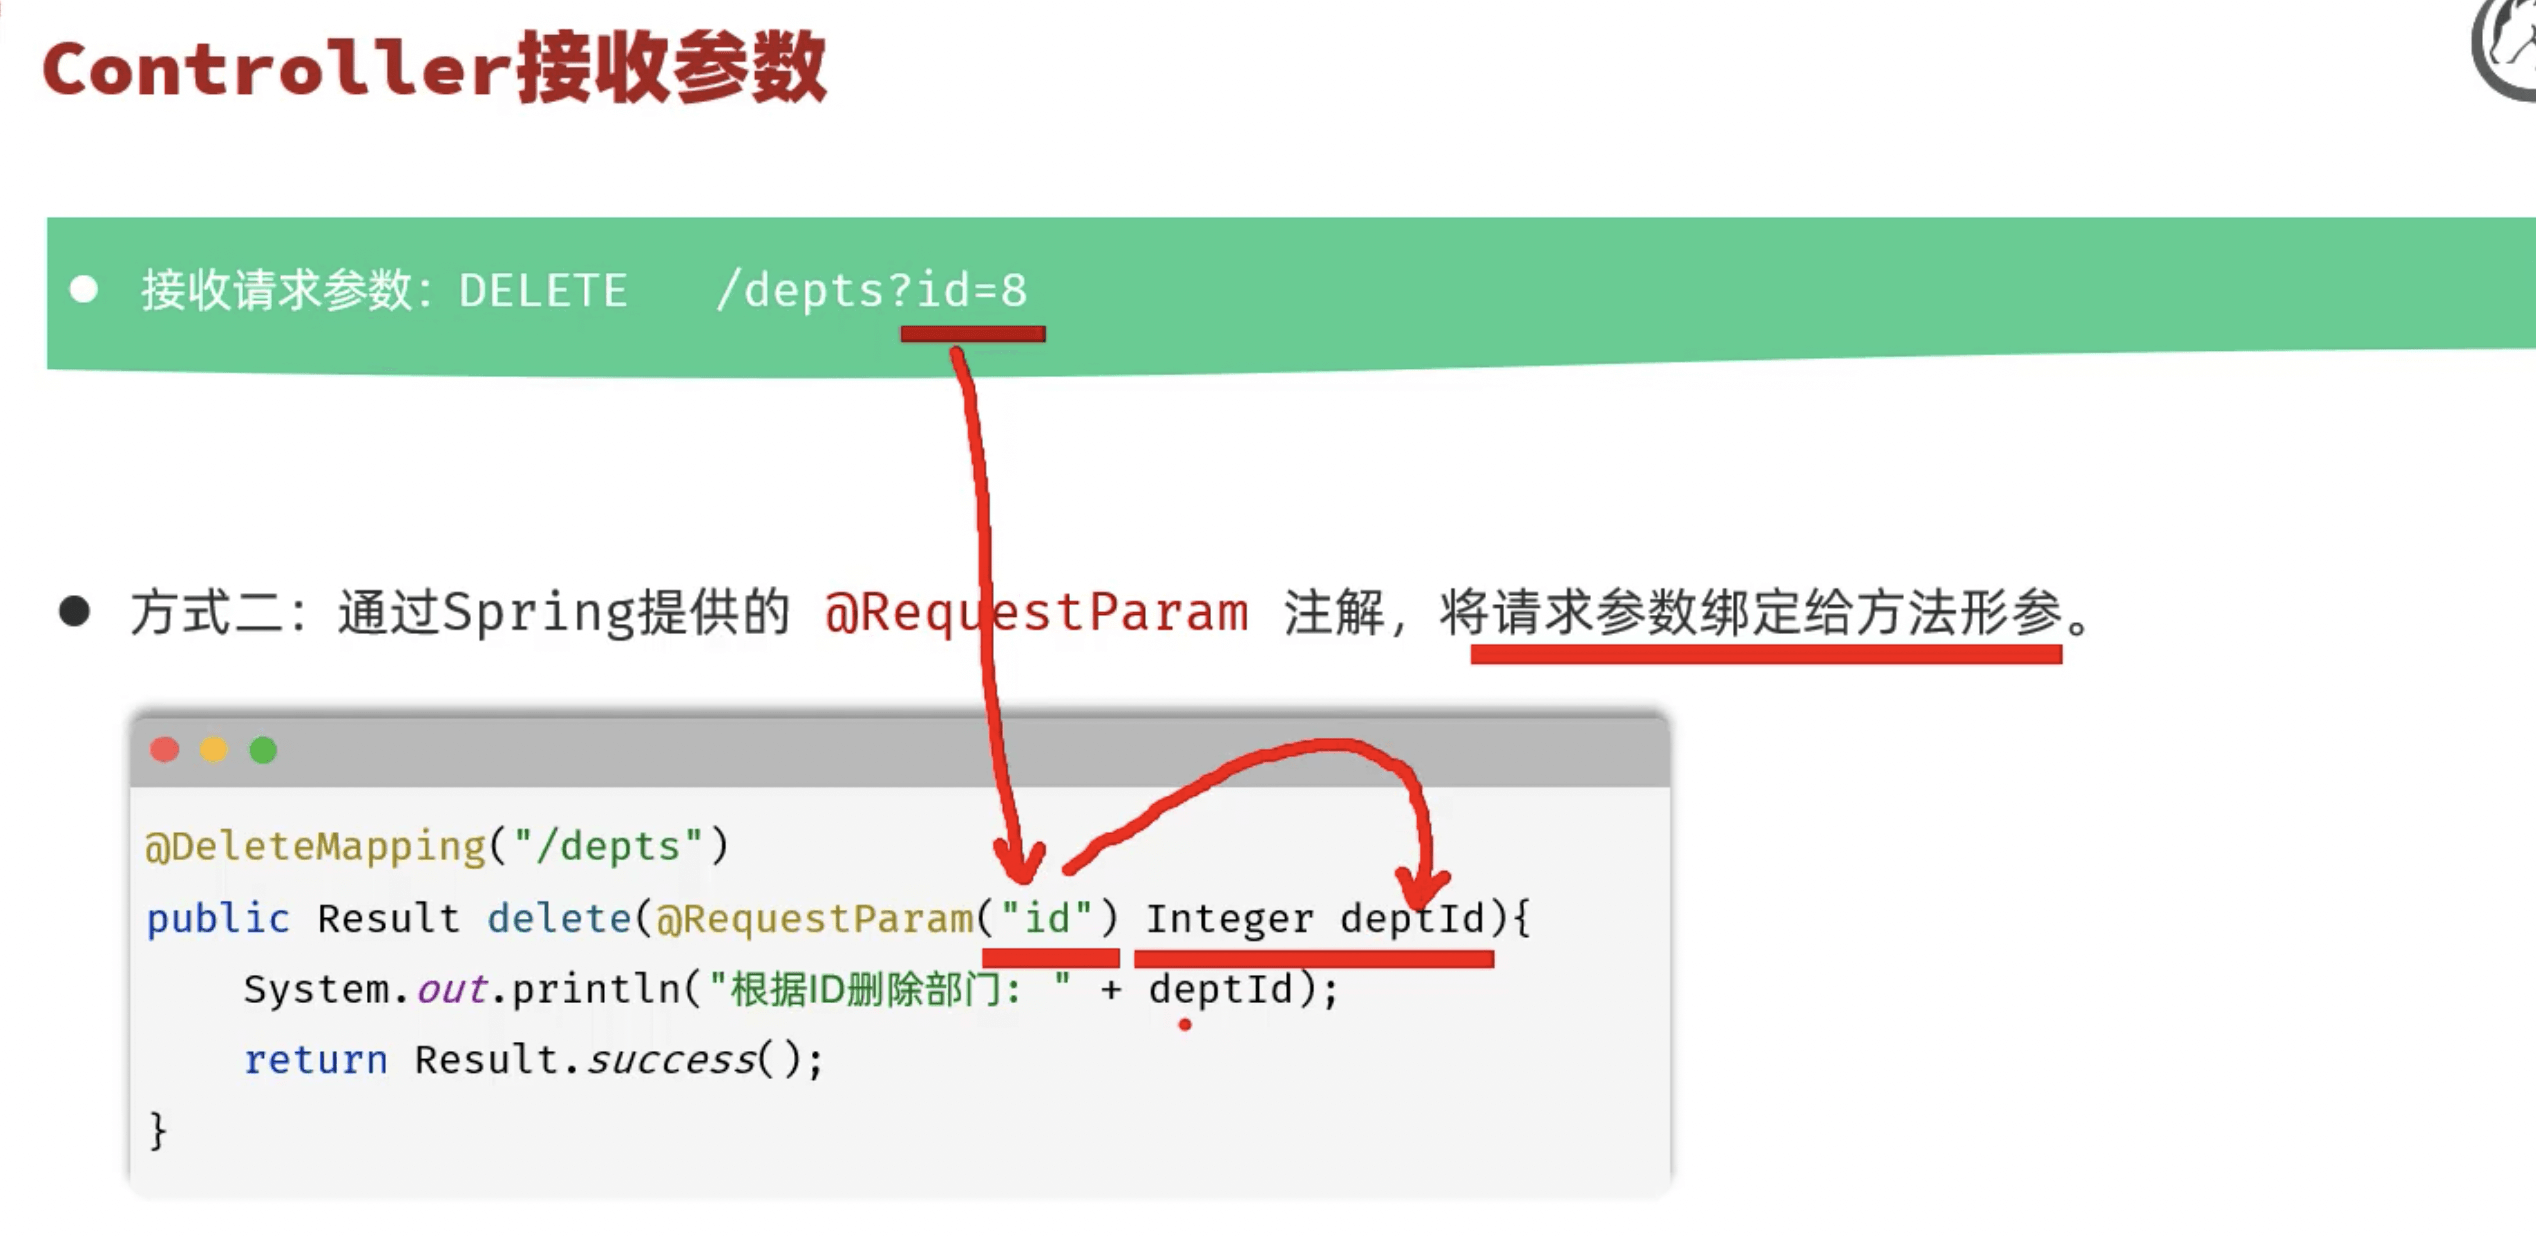 Controller接收参数
接收请求参数：DELETE /depts?id=8
方式二：通过Spring提供的 @RequestParam 注解，将请求参数绑定给方法形参。
@DeleteMapping("/depts")
public Result delete(@RequestParam("id") Integer deptId){
System.out.println("根据ID删除部门：" + deptId);
return Result.success();
}